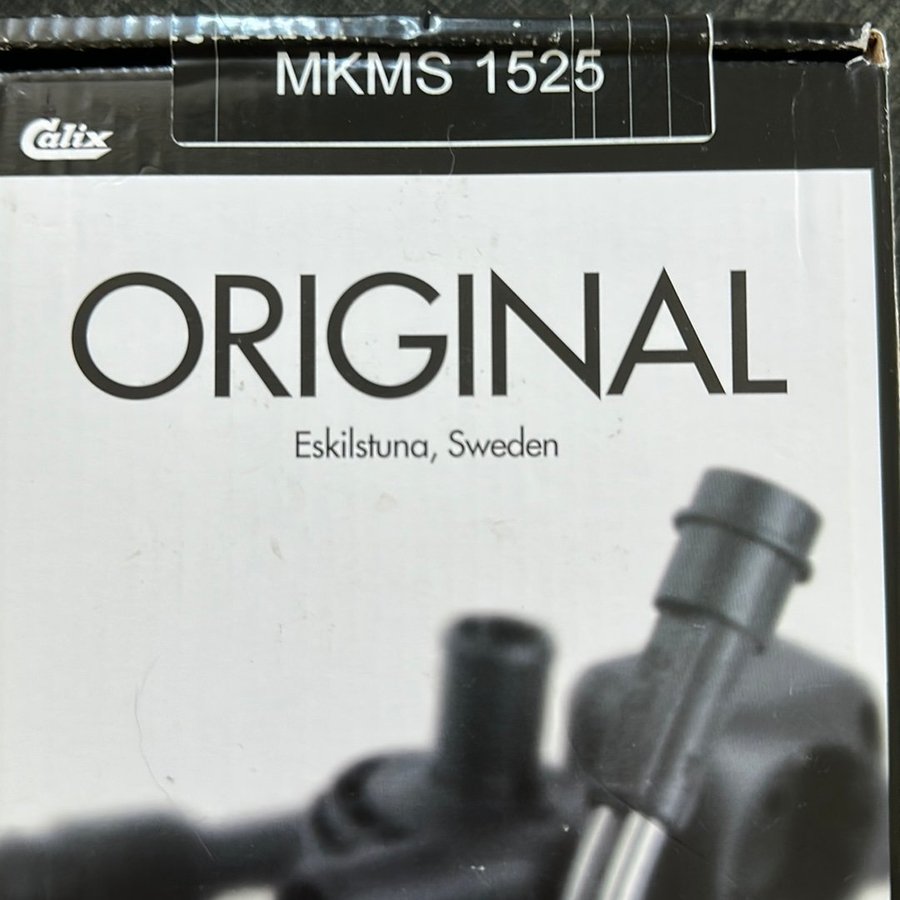 MKMS 1525
Calix
ORIGINAL
Eskilstuna, Sweden